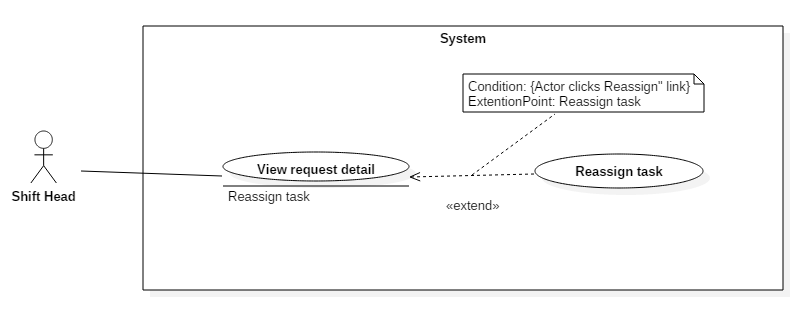 System
Condition: {Actor clicks Reassign" link}
ExtentionPoint: Reassign task
View request detail
Reassign task
Reassign task
Shift Head
«extend»